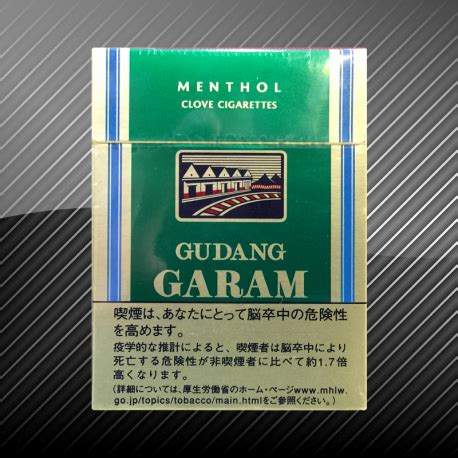 MENTHOL
CLOVE CIGARETTES
GUDANG
GARAM
喫煙は、あなたにとって脳卒中の危険性
を高めます。
疫学的な推計によると、喫煙者は脳卒中により
死亡する危険性が非喫煙者に比べて約1.7倍
高くなります。
(詳細については、厚生労働省のホーム・ページwww.mhlw.
go.jp/topics/tobacco/main.htmlをご参照ください。)